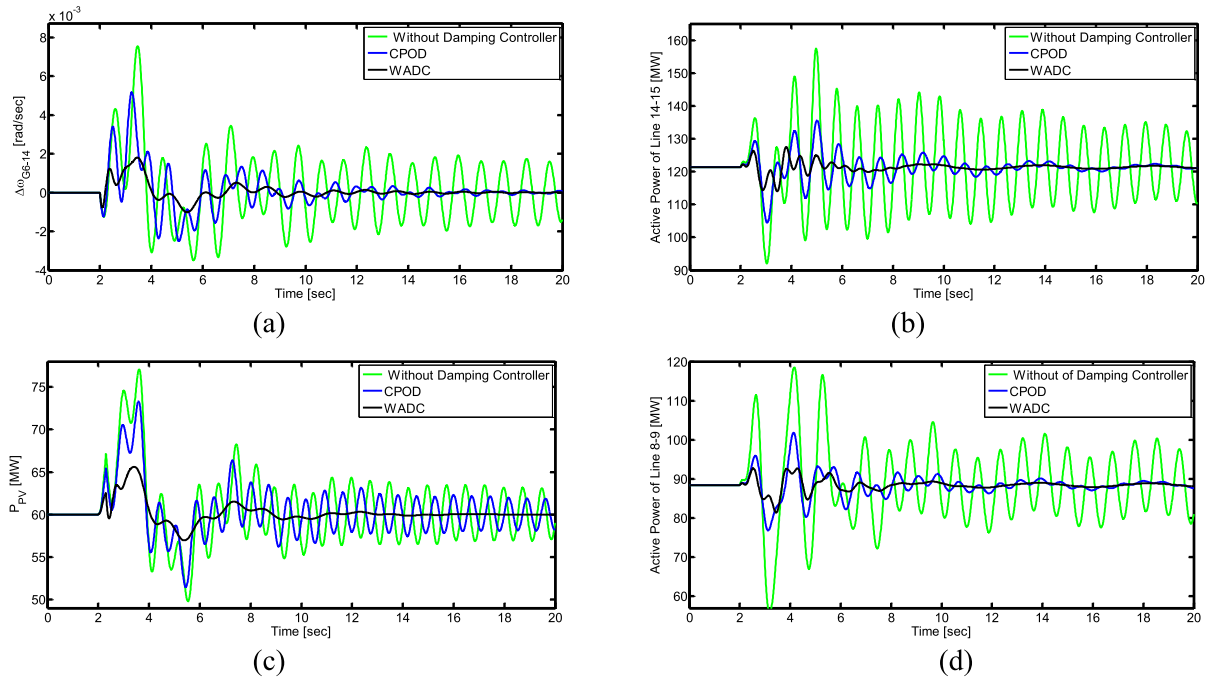 x 10⁻³
8
6
4
2
0
-2
-4
Δω_G6-14 [rad/sec]
Without Damping Controller
CPOD
WADC
0 2 4 6 8 10 12 14 16 18 20
Time [sec]
(a)
160
150
140
130
120
110
100
90
Active Power of Line 14-15 [MW]
Without Damping Controller
CPOD
WADC
0 2 4 6 8 10 12 14 16 18 20
Time [sec]
(b)
75
70
65
60
55
50
P_PV [MW]
Without Damping Controller
CPOD
WADC
0 2 4 6 8 10 12 14 16 18 20
Time [sec]
(c)
120
110
100
90
80
70
60
Active Power of Line 8-9 [MW]
Without of Damping Controller
CPOD
WADC
0 2 4 6 8 10 12 14 16 18 20
Time [sec]
(d)